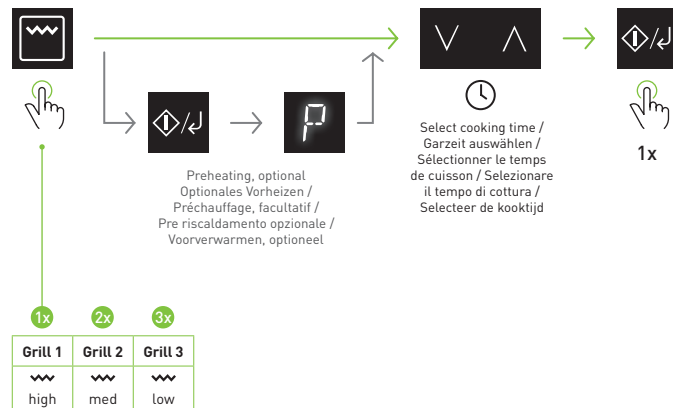 P
Select cooking time /
Garzeit auswählen /
Sélectionner le temps
de cuisson / Selezionare
il tempo di cottura /
Selecteer de kooktijd
1x
Preheating, optional
Optionales Vorheizen /
Préchauffage, facultatif /
Pre riscaldamento opzionale /
Voorverwarmen, optioneel
1x 2x 3x
Grill 1 Grill 2 Grill 3
high med low